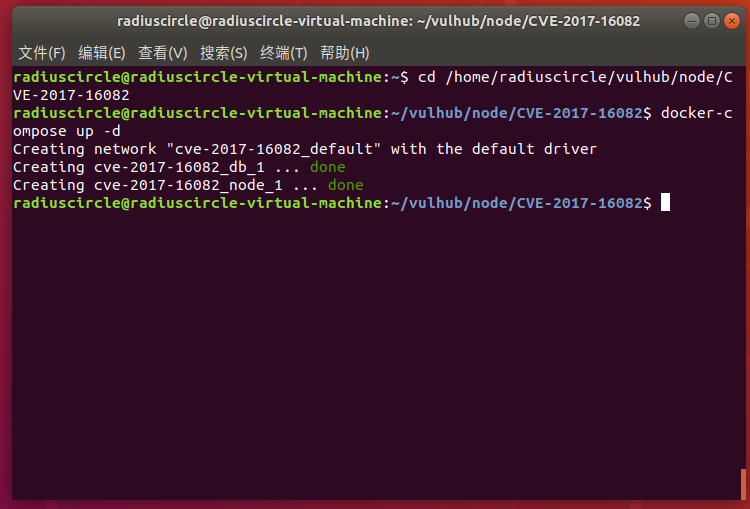 radiuscircle@radiuscircle-virtual-machine: ~/vulhub/node/CVE-2017-16082
文件(F) 编辑(E) 查看(V) 搜索(S) 终端(T) 帮助(H)
radiuscircle@radiuscircle-virtual-machine:~$ cd /home/radiuscircle/vulhub/node/C
VE-2017-16082
radiuscircle@radiuscircle-virtual-machine:~/vulhub/node/CVE-2017-16082$ docker-c
ompose up -d
Creating network "cve-2017-16082_default" with the default driver
Creating cve-2017-16082_db_1 ... done
Creating cve-2017-16082_node_1 ... done
radiuscircle@radiuscircle-virtual-machine:~/vulhub/node/CVE-2017-16082$